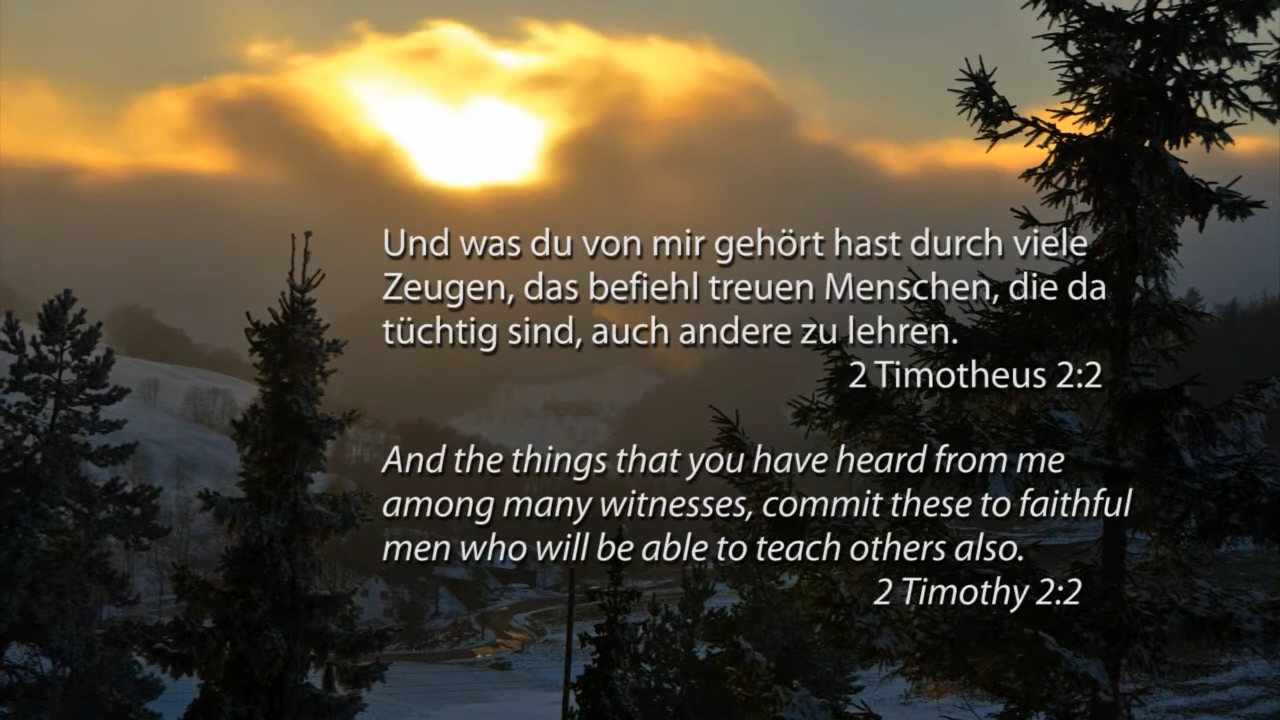 Und was du von mir gehört hast durch viele
Zeugen, das befiehl treuen Menschen, die da
tüchtig sind, auch andere zu lehren.
2 Timotheus 2:2
And the things that you have heard from me
among many witnesses, commit these to faithful
men who will be able to teach others also.
2 Timothy 2:2